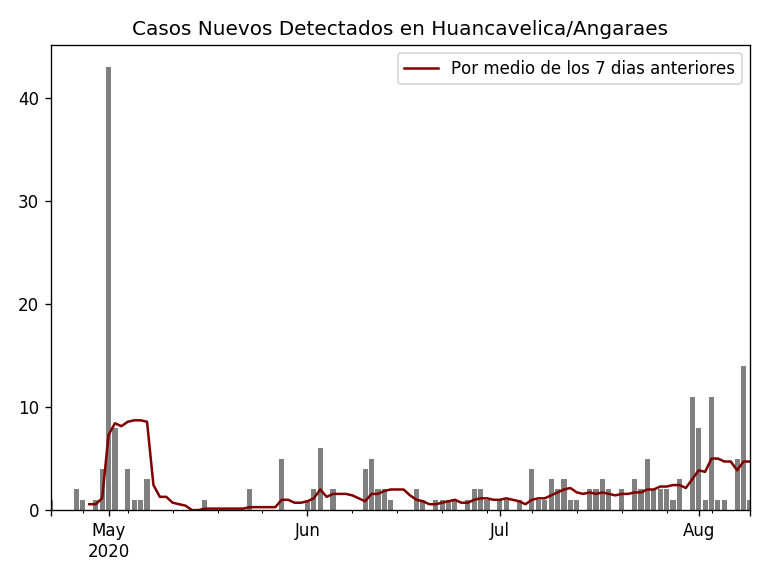 Casos Nuevos Detectados en Huancavelica/Angaraes
Por medio de los 7 dias anteriores
40
30
20
10
0
May Jun Jul Aug
2020